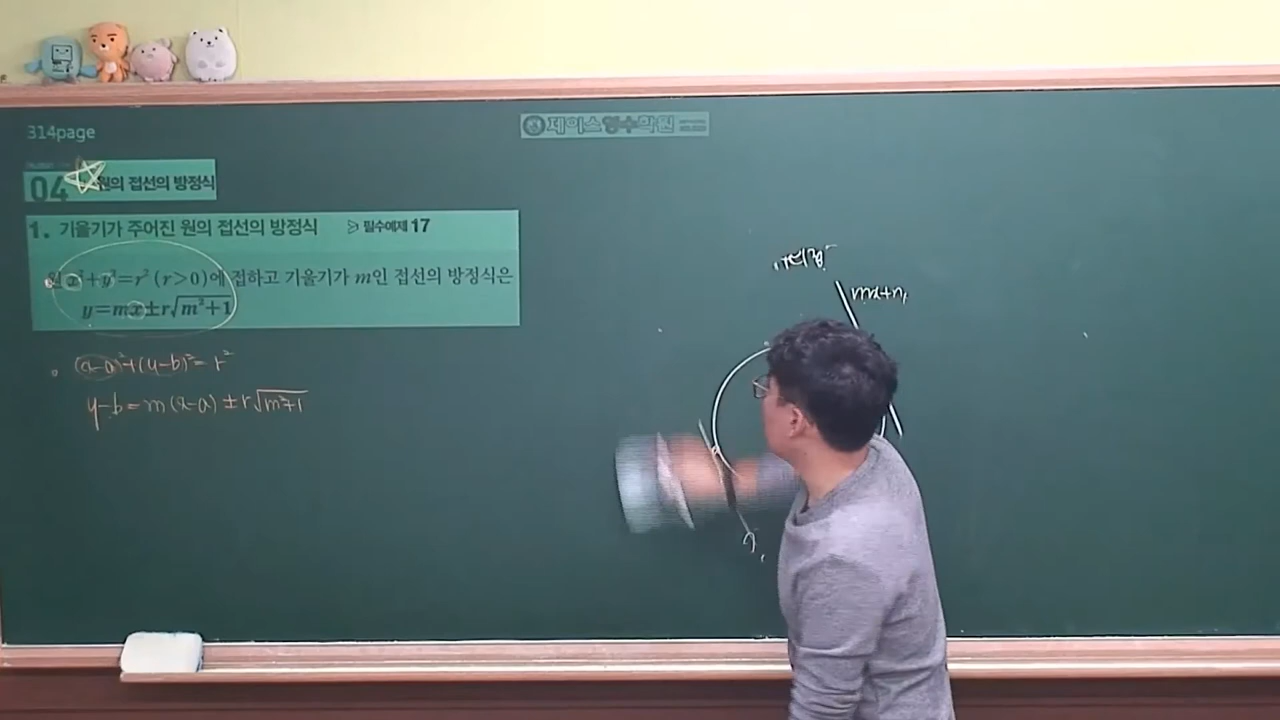 314page
제이스 영수학원
04 원의 접선의 방정식
1. 기울기가 주어진 원의 접선의 방정식 필수예제 17
원 x²+y²=r² (r>0)에 접하고 기울기가 m인 접선의 방정식은
y=mx±r√m²+1
(x-a)²+(y-b)²=r²
y-b=m(x-a)±r√m²+1
mx+n,